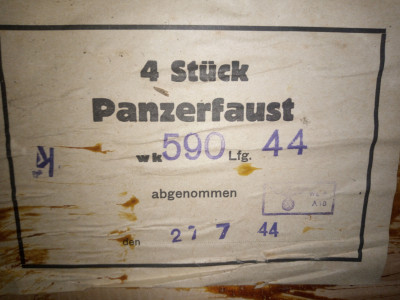 4 Stück
Panzerfaust
wk 590 Lfg. 44
abgenommen
den 27 7 44